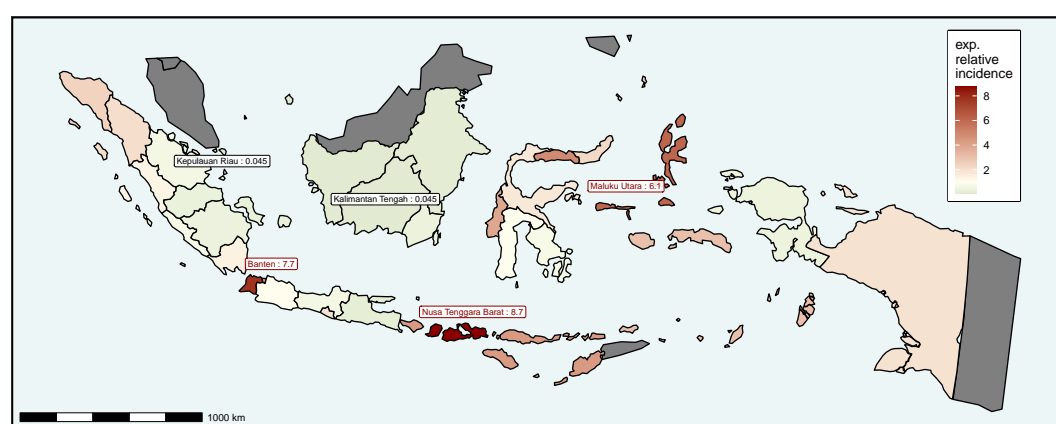 exp.
relative
incidence
8
6
4
2
Kepulauan Riau : 0.045
Maluku Utara : 6.1
Kalimantan Tengah : 0.045
Banten : 7.7
Nusa Tenggara Barat : 8.7
1000 km